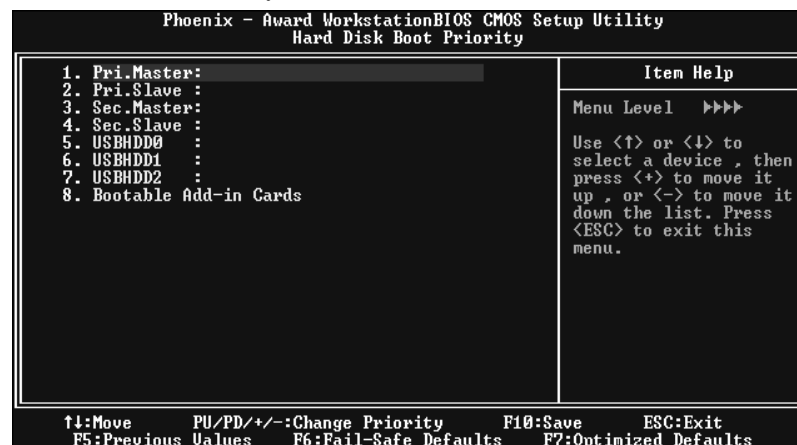 Phoenix - Award WorkstationBIOS CMOS Setup Utility
Hard Disk Boot Priority
1. Pri.Master:
2. Pri.Slave :
3. Sec.Master:
4. Sec.Slave :
5. USBHDD0 :
6. USBHDD1 :
7. USBHDD2 :
8. Bootable Add-in Cards
Item Help
Menu Level ▶▶▶▶
Use <↑> or <↓> to
select a device , then
press <+> to move it
up , or <-> to move it
down the list. Press
<ESC> to exit this
menu.
↑↓:Move PU/PD/+/-:Change Priority F10:Save ESC:Exit
F5:Previous Values F6:Fail-Safe Defaults F7:Optimized Defaults